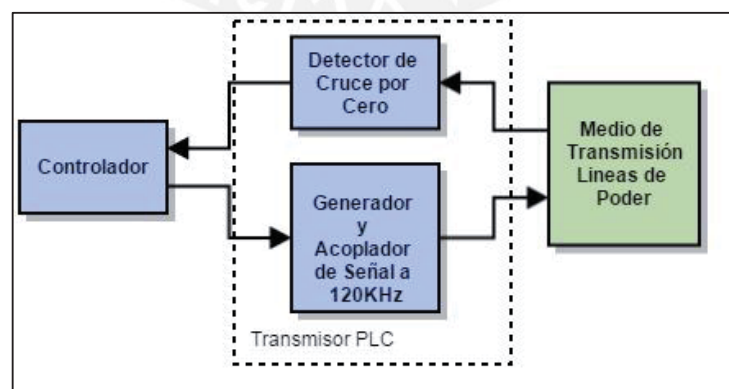 Detector de
Cruce por
Cero
Controlador
Medio de
Transmisión
Lineas de
Poder
Generador
y
Acoplador
de Señal a
120KHz
Transmisor PLC